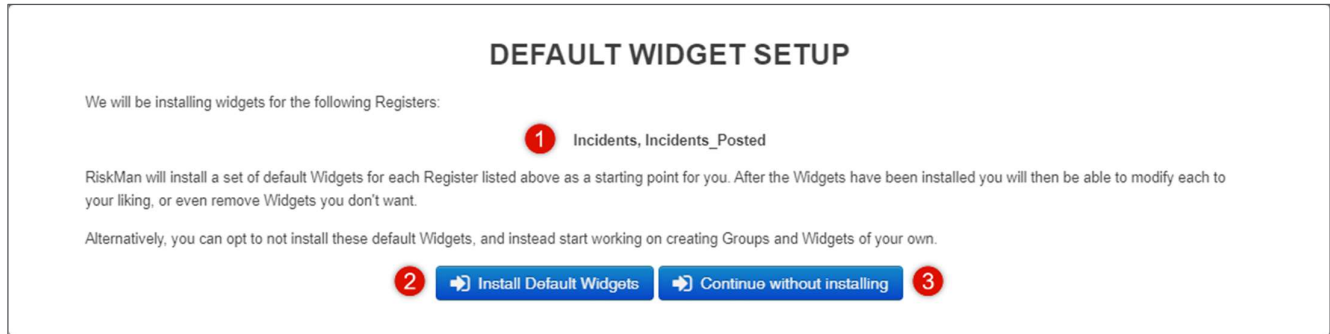 DEFAULT WIDGET SETUP
We will be installing widgets for the following Registers:
1 Incidents, Incidents_Posted
RiskMan will install a set of default Widgets for each Register listed above as a starting point for you. After the Widgets have been installed you will then be able to modify each to
your liking, or even remove Widgets you don't want.
Alternatively, you can opt to not install these default Widgets, and instead start working on creating Groups and Widgets of your own.
2 Install Default Widgets Continue without installing 3